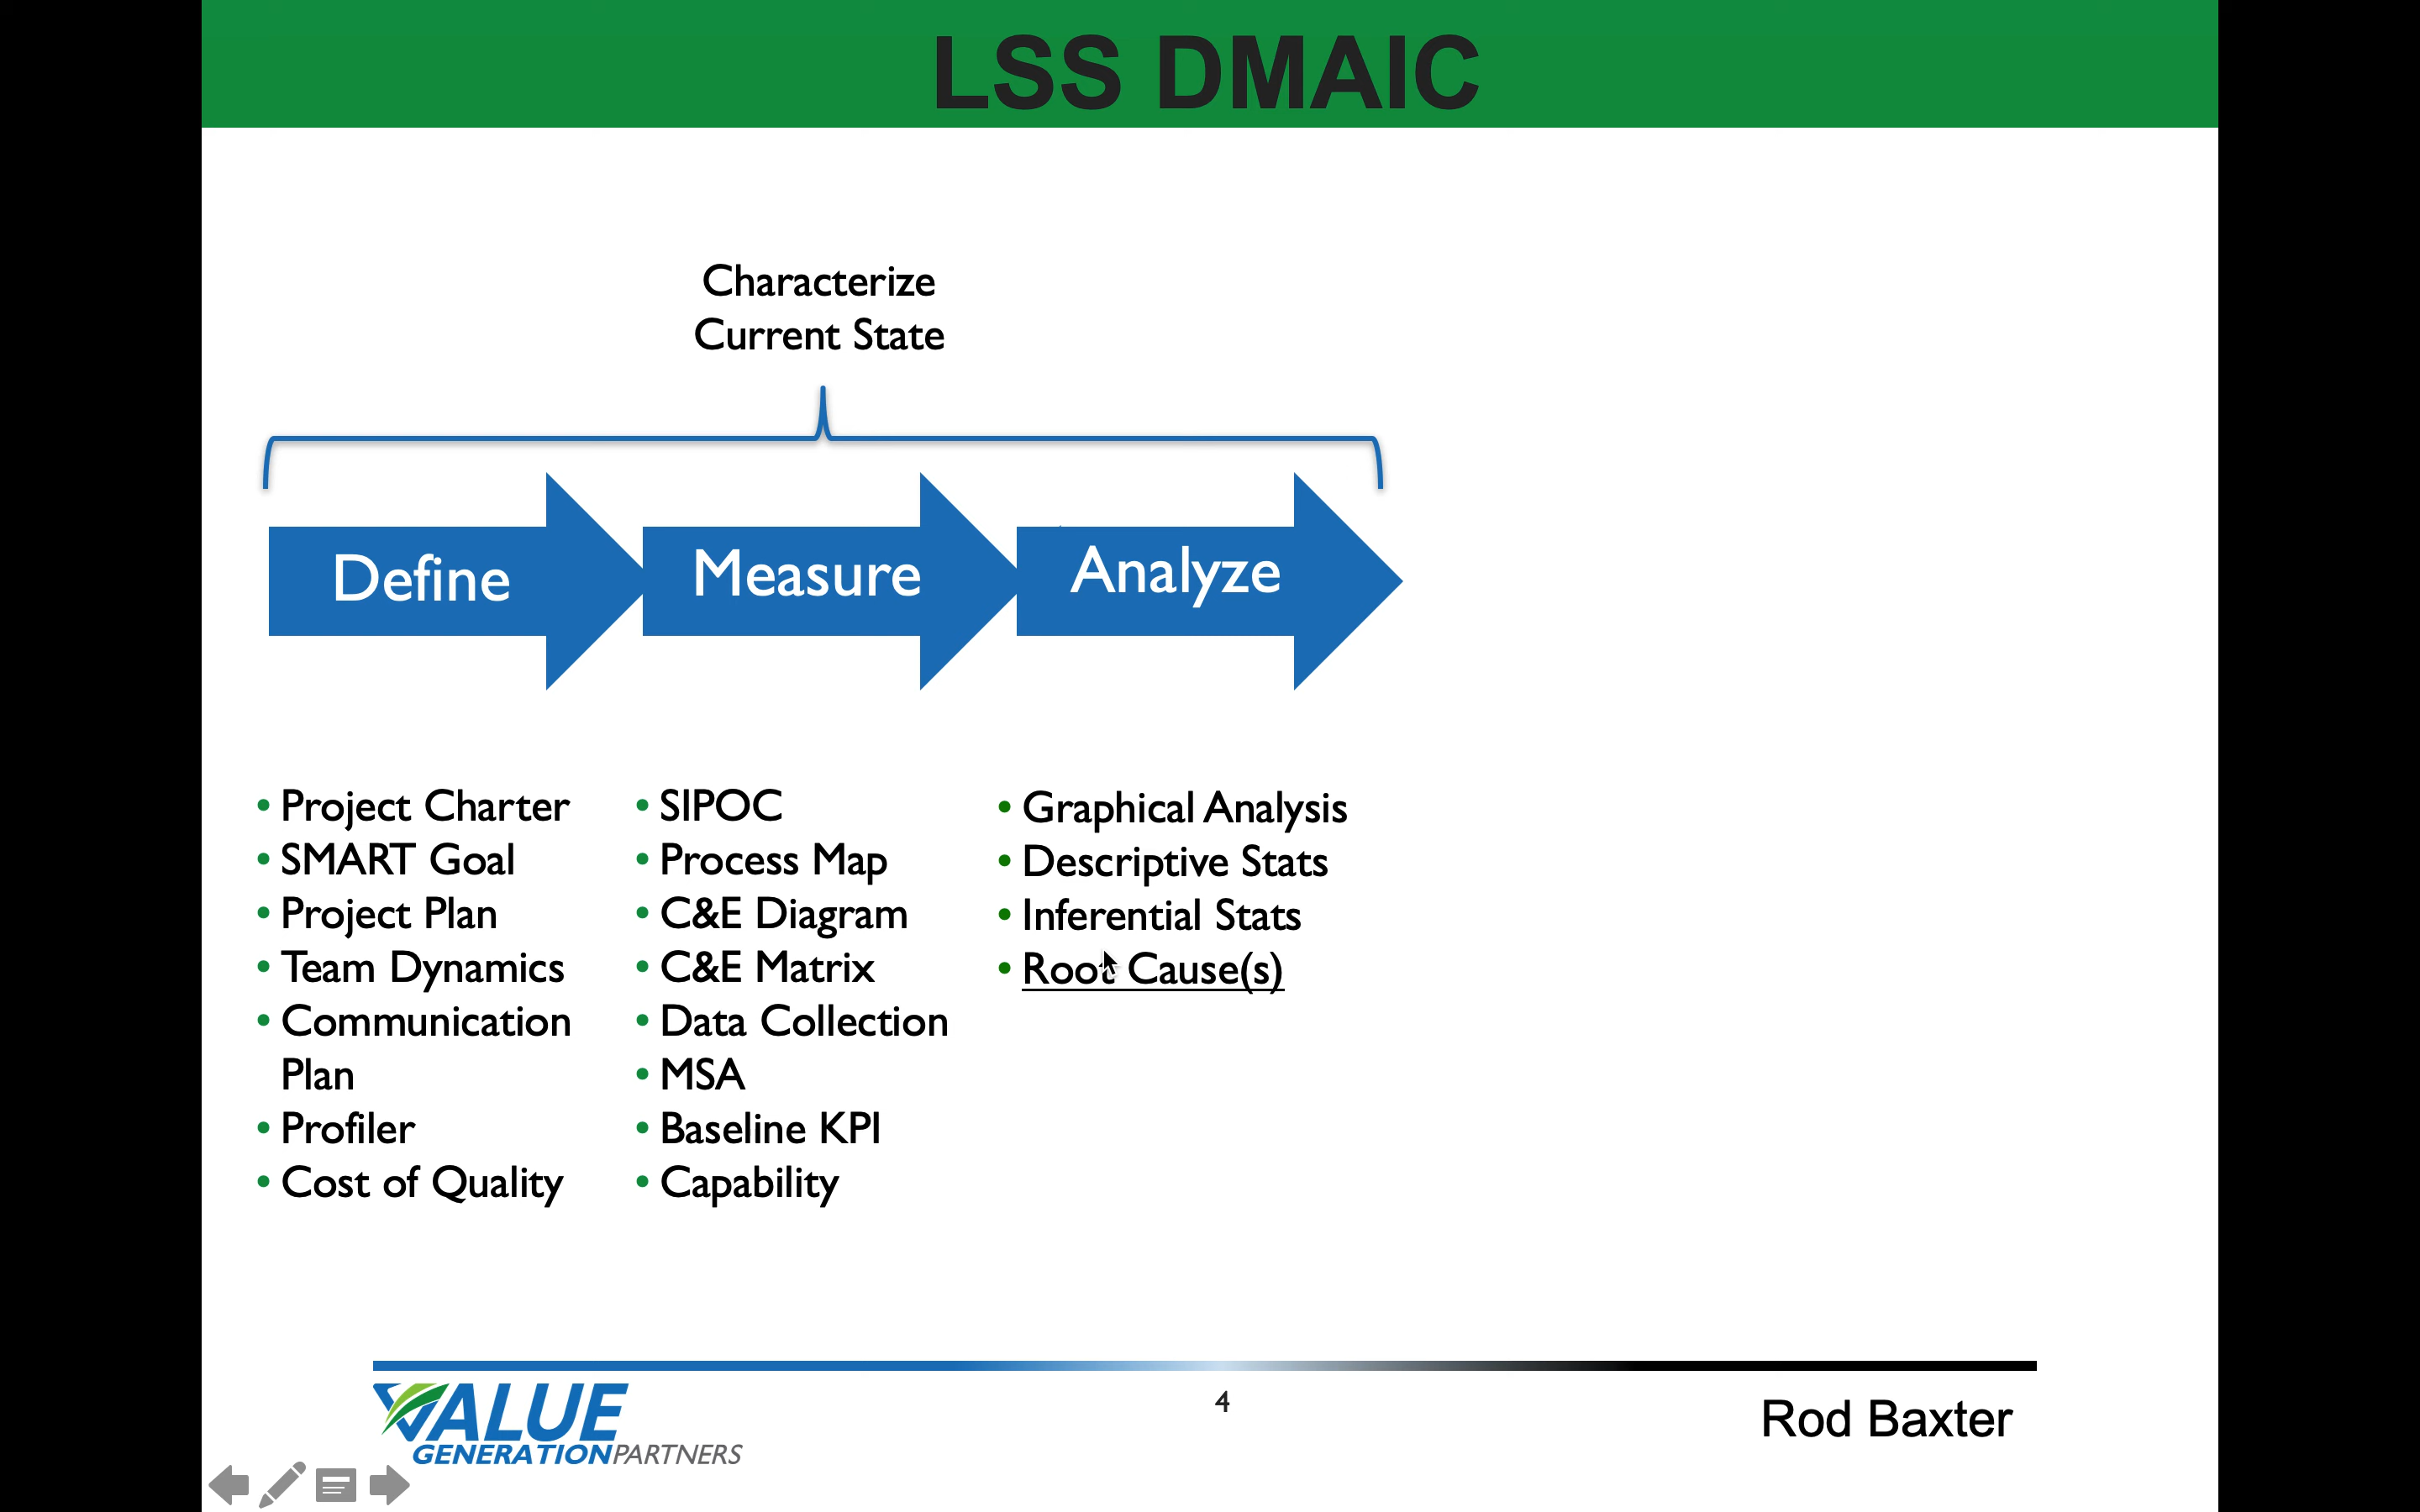 LSS DMAIC
Characterize
Current State
Define
Measure
Analyze
• Project Charter
• SMART Goal
• Project Plan
• Team Dynamics
• Communication
Plan
• Profiler
• Cost of Quality
• SIPOC
• Process Map
• C&E Diagram
• C&E Matrix
• Data Collection
• MSA
• Baseline KPI
• Capability
• Graphical Analysis
• Descriptive Stats
• Inferential Stats
• Root Cause(s)
VALUE
GENERATIONPARTNERS
4
Rod Baxter